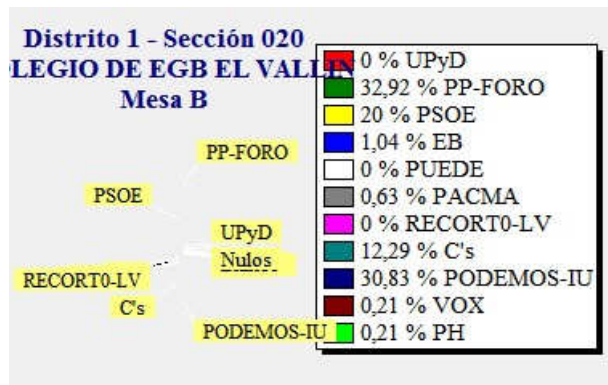 Distrito 1 - Sección 020
LEGIO DE EGB EL VALLIN
Mesa B
PP-FORO
PSOE
UPyD
Nulos
RECORT0-LV
C's
PODEMOS-IU
0 % UPyD
32,92 % PP-FORO
20 % PSOE
1,04 % EB
0 % PUEDE
0,63 % PACMA
0 % RECORT0-LV
12,29 % C's
30,83 % PODEMOS-IU
0,21 % VOX
0,21 % PH